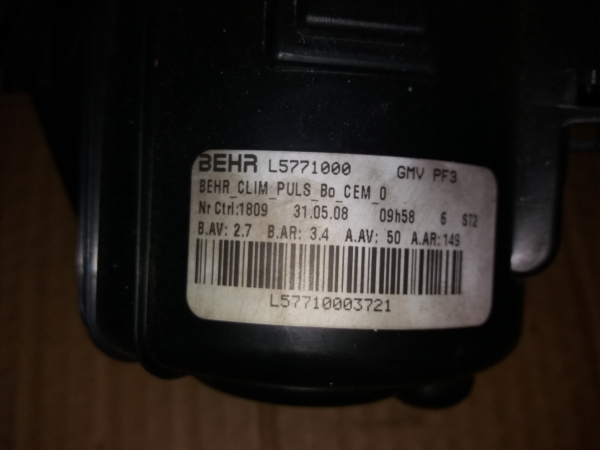 BEHR L5771000 GMV PF3
BEHR_CLIM_PULS_Bo_CEM_0
Nr Ctrl:1809 31.05.08 09h58 6 ST2
B.AV: 2.7 B.AR: 3.4 A.AV: 50 A.AR: 149
L57710003721